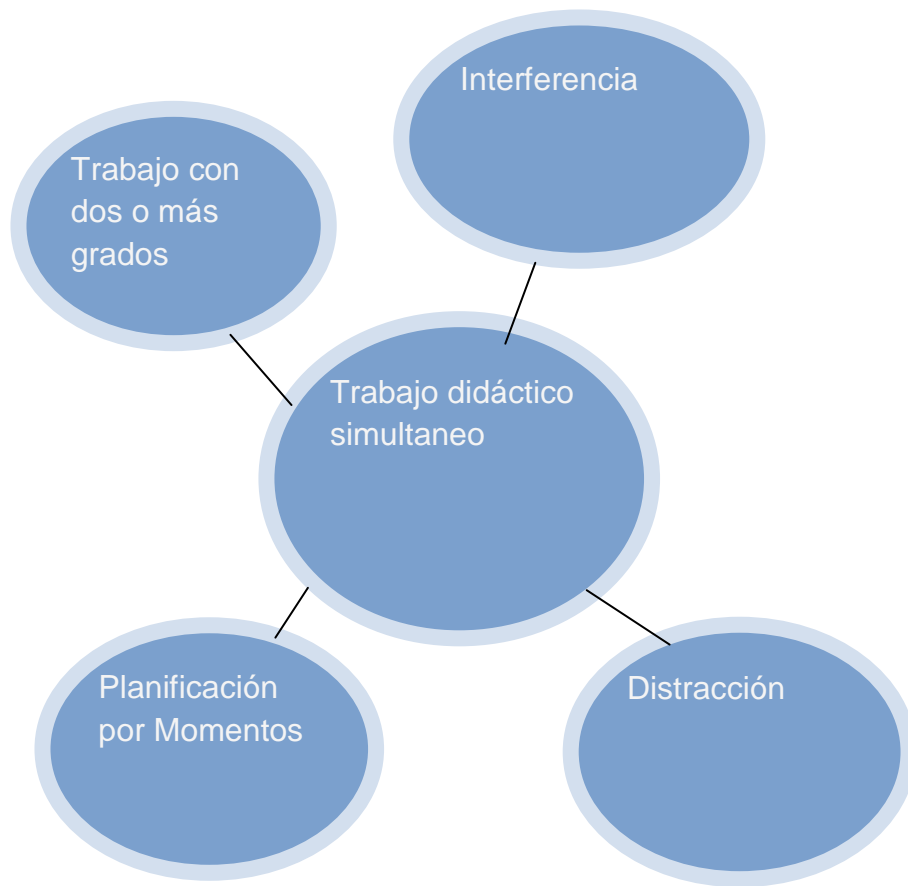 Interferencia
Trabajo con
dos o más
grados
Trabajo didáctico
simultaneo
Planificación
por Momentos
Distracción